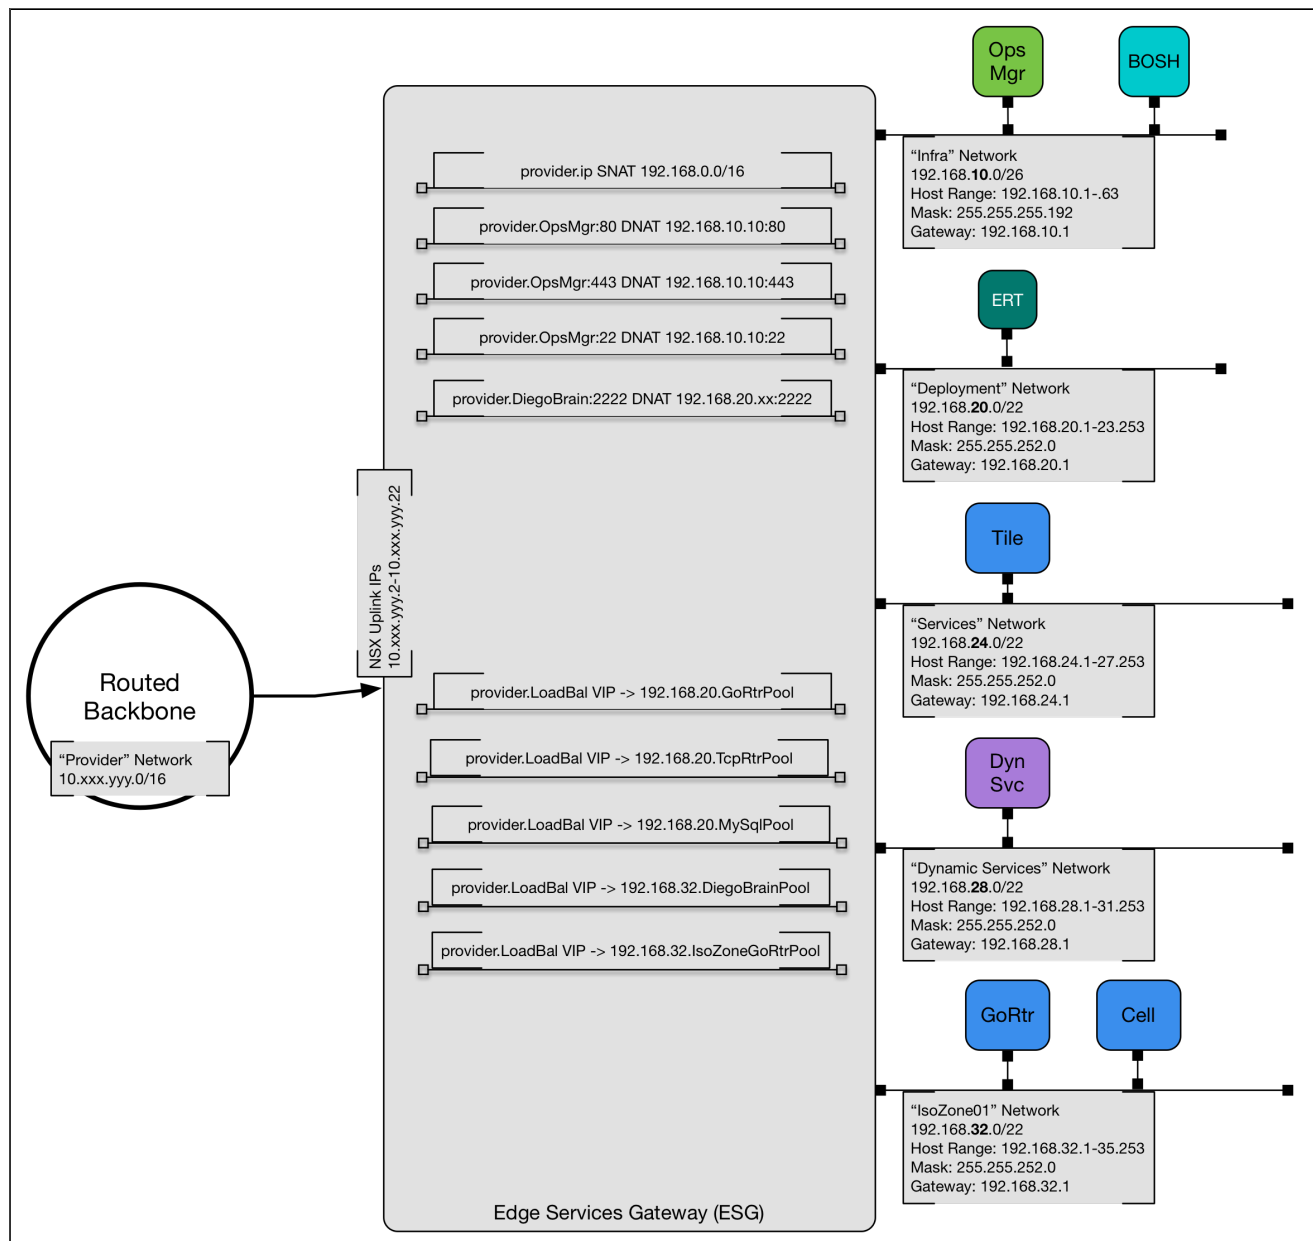 Ops
Mgr
BOSH
“Infra” Network
192.168.10.0/26
Host Range: 192.168.10.1-.63
Mask: 255.255.255.192
Gateway: 192.168.10.1
provider.ip SNAT 192.168.0.0/16
provider.OpsMgr:80 DNAT 192.168.10.10:80
provider.OpsMgr:443 DNAT 192.168.10.10:443
provider.OpsMgr:22 DNAT 192.168.10.10:22
provider.DiegoBrain:2222 DNAT 192.168.20.xx:2222
ERT
“Deployment” Network
192.168.20.0/22
Host Range: 192.168.20.1-23.253
Mask: 255.255.252.0
Gateway: 192.168.20.1
NSX Uplink IPs
10.xxx.yyy.2-10.xxx.yyy.22
Tile
“Services” Network
192.168.24.0/22
Host Range: 192.168.24.1-27.253
Mask: 255.255.252.0
Gateway: 192.168.24.1
Routed
Backbone
“Provider” Network
10.xxx.yyy.0/16
provider.LoadBal VIP -> 192.168.20.GoRtrPool
provider.LoadBal VIP -> 192.168.20.TcpRtrPool
provider.LoadBal VIP -> 192.168.20.MySqlPool
provider.LoadBal VIP -> 192.168.32.DiegoBrainPool
provider.LoadBal VIP -> 192.168.32.IsoZoneGoRtrPool
Dyn
Svc
“Dynamic Services” Network
192.168.28.0/22
Host Range: 192.168.28.1-31.253
Mask: 255.255.252.0
Gateway: 192.168.28.1
GoRtr
Cell
“IsoZone01” Network
192.168.32.0/22
Host Range: 192.168.32.1-35.253
Mask: 255.255.252.0
Gateway: 192.168.32.1
Edge Services Gateway (ESG)